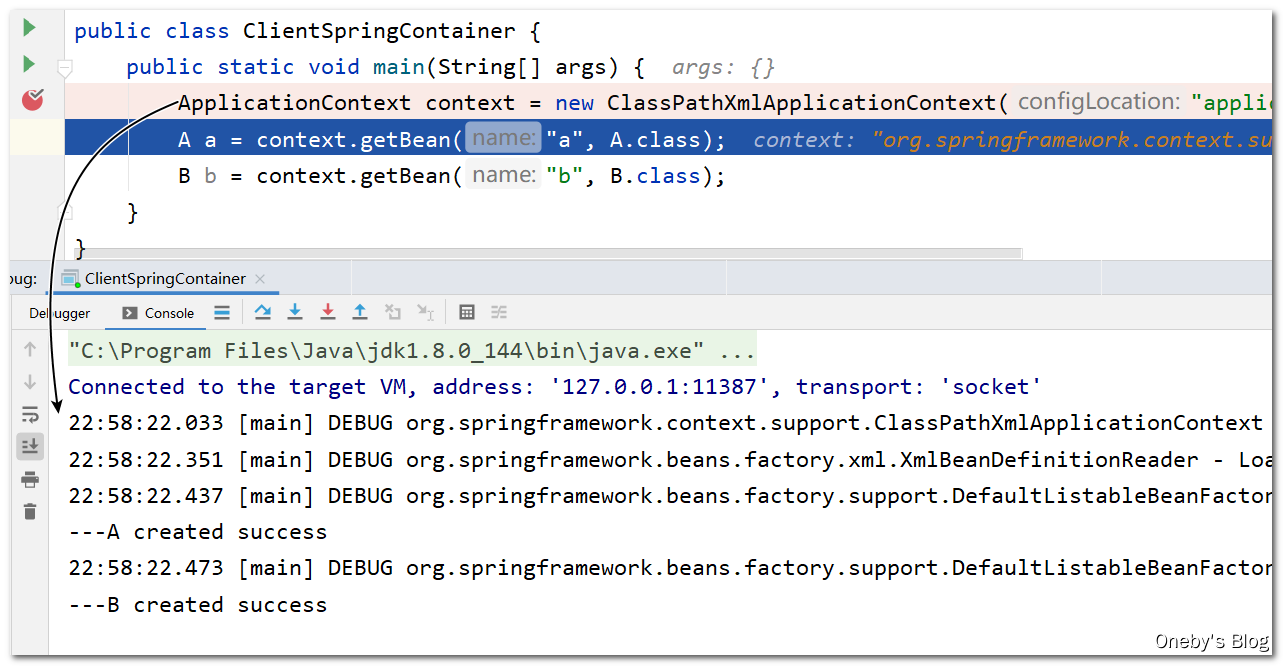 public class ClientSpringContainer {
public static void main(String[] args) { args: {}
ApplicationContext context = new ClassPathXmlApplicationContext( configLocation: "appli
A a = context.getBean( name: "a", A.class); context: "org.springframework.context.su
B b = context.getBean( name: "b", B.class);
}
}
bug: ClientSpringContainer
Debugger Console
"C:\Program Files\Java\jdk1.8.0_144\bin\java.exe" ...
Connected to the target VM, address: '127.0.0.1:11387', transport: 'socket'
22:58:22.033 [main] DEBUG org.springframework.context.support.ClassPathXmlApplicationContext
22:58:22.351 [main] DEBUG org.springframework.beans.factory.xml.XmlBeanDefinitionReader - Loa
22:58:22.437 [main] DEBUG org.springframework.beans.factory.support.DefaultListableBeanFactor
---A created success
22:58:22.473 [main] DEBUG org.springframework.beans.factory.support.DefaultListableBeanFactor
---B created success
Oneby's Blog